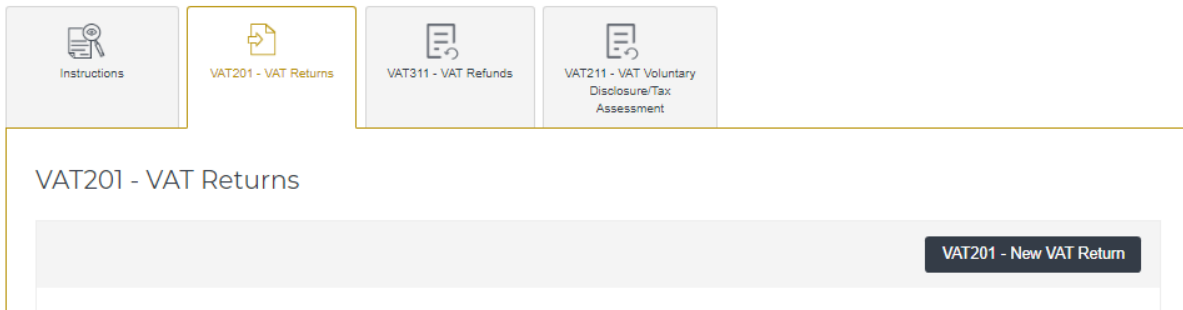 Instructions
VAT201 - VAT Returns
VAT311 - VAT Refunds
VAT211 - VAT Voluntary
Disclosure/Tax
Assessment
VAT201 - VAT Returns
VAT201 - New VAT Return